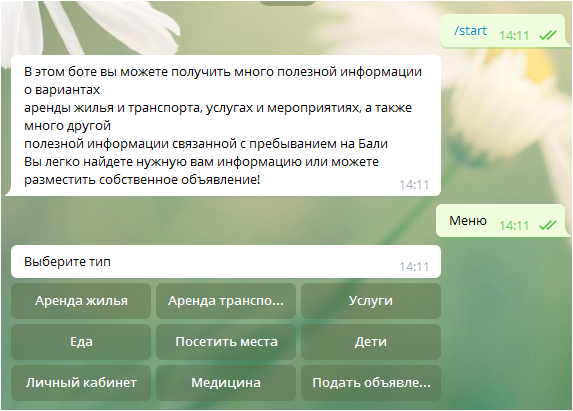 /start 14:11
В этом боте вы можете получить много полезной информации
о вариантах
аренды жилья и транспорта, услугах и мероприятиях, а также
много другой
полезной информации связанной с пребыванием на Бали
Вы легко найдете нужную вам информацию или можете
разместить собственное объявление! 14:11
Меню 14:11
Выберите тип 14:11
Аренда жилья Аренда транспо... Услуги
Еда Посетить места Дети
Личный кабинет Медицина Подать объявле...